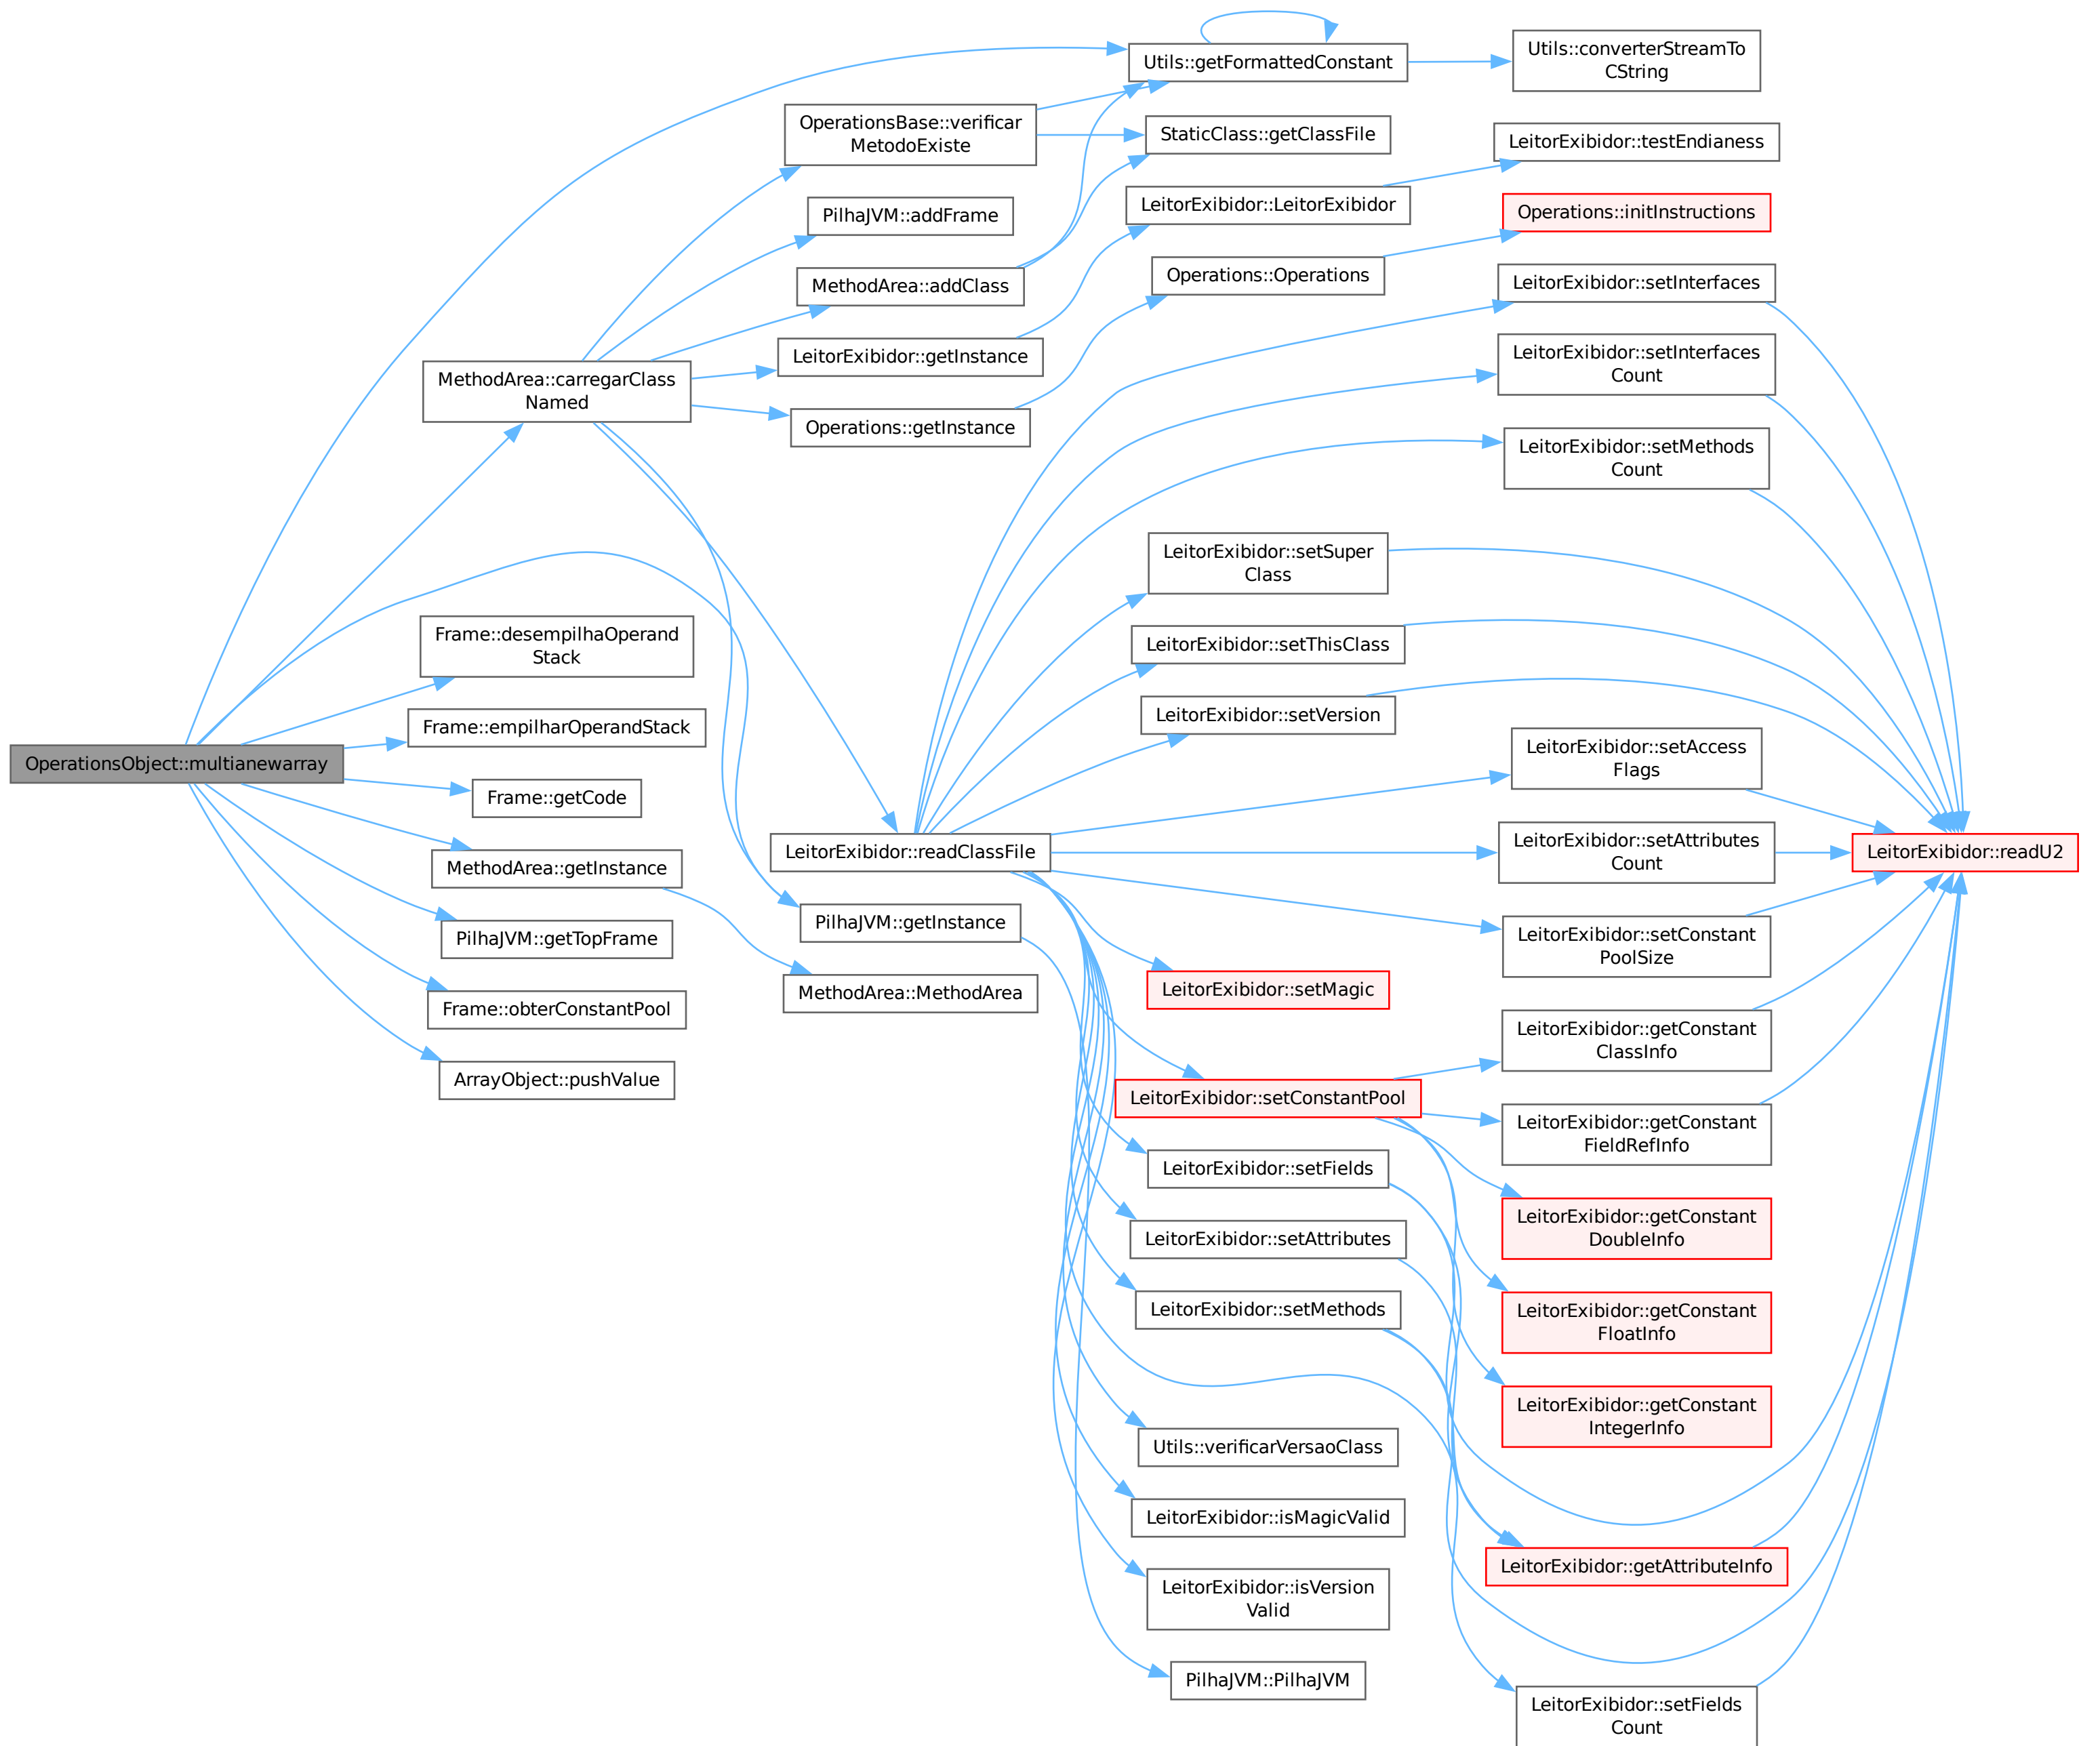 OperationsObject::multianewarray
MethodArea::carregarClass
Named
Frame::desempilhaOperand
Stack
Frame::empilharOperandStack
Frame::getCode
MethodArea::getInstance
PilhaJVM::getTopFrame
Frame::obterConstantPool
ArrayObject::pushValue
OperationsBase::verificar
MetodoExiste
PilhaJVM::addFrame
MethodArea::addClass
LeitorExibidor::getInstance
Operations::getInstance
LeitorExibidor::readClassFile
PilhaJVM::getInstance
MethodArea::MethodArea
Utils::getFormattedConstant
StaticClass::getClassFile
LeitorExibidor::LeitorExibidor
Operations::Operations
LeitorExibidor::setSuper
Class
LeitorExibidor::setThisClass
LeitorExibidor::setVersion
LeitorExibidor::setMagic
LeitorExibidor::setConstantPool
LeitorExibidor::setFields
LeitorExibidor::setAttributes
LeitorExibidor::setMethods
Utils::verificarVersaoClass
LeitorExibidor::isMagicValid
LeitorExibidor::isVersion
Valid
PilhaJVM::PilhaJVM
Utils::converterStreamTo
CString
LeitorExibidor::testEndianess
Operations::initInstructions
LeitorExibidor::setInterfaces
LeitorExibidor::setInterfaces
Count
LeitorExibidor::setMethods
Count
LeitorExibidor::setAccess
Flags
LeitorExibidor::setAttributes
Count
LeitorExibidor::setConstant
PoolSize
LeitorExibidor::getConstant
ClassInfo
LeitorExibidor::getConstant
FieldRefInfo
LeitorExibidor::getConstant
DoubleInfo
LeitorExibidor::getConstant
FloatInfo
LeitorExibidor::getConstant
IntegerInfo
LeitorExibidor::getAttributeInfo
LeitorExibidor::setFields
Count
LeitorExibidor::readU2